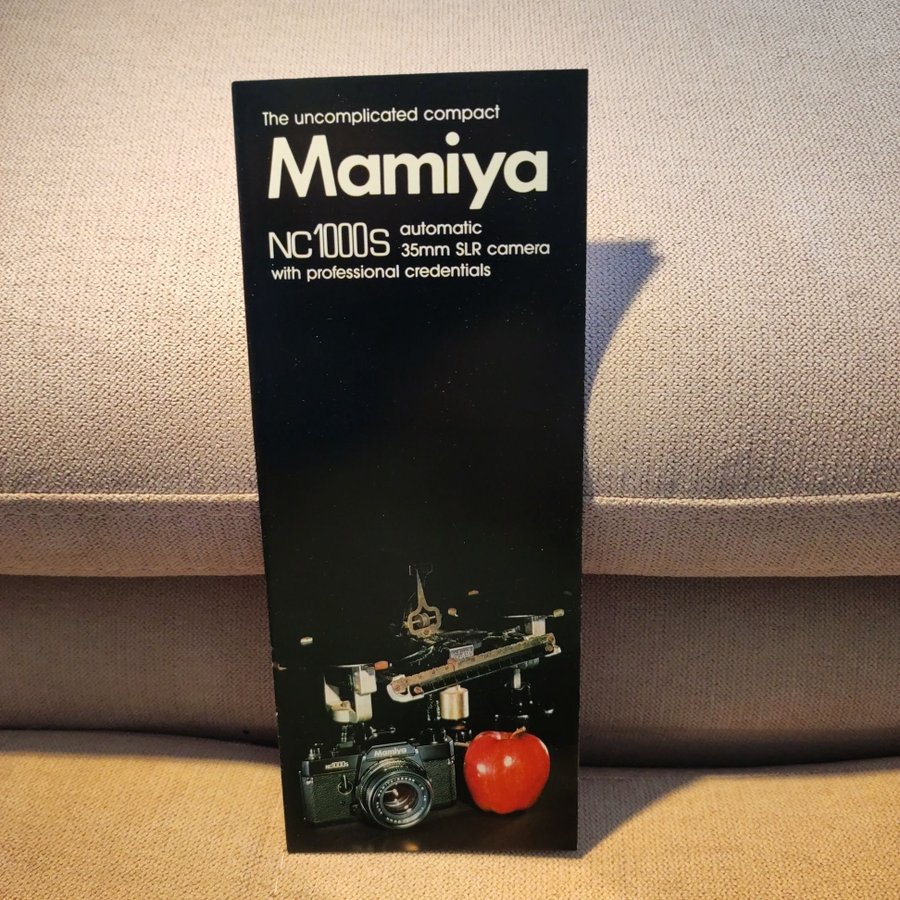 The uncomplicated compact
Mamiya
NC1000S automatic
35mm SLR camera
with professional credentials
Mamiya
NC1000S